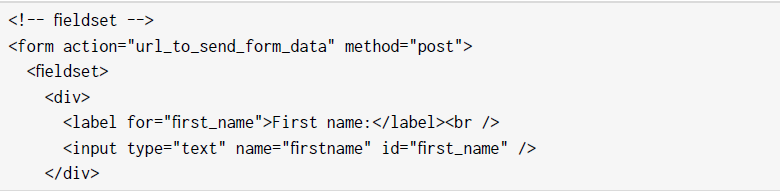 <!-- fieldset -->
<form action="url_to_send_form_data" method="post">
<fieldset>
<div>
<label for="first_name">First name:</label><br />
<input type="text" name="firstname" id="first_name" />
</div>